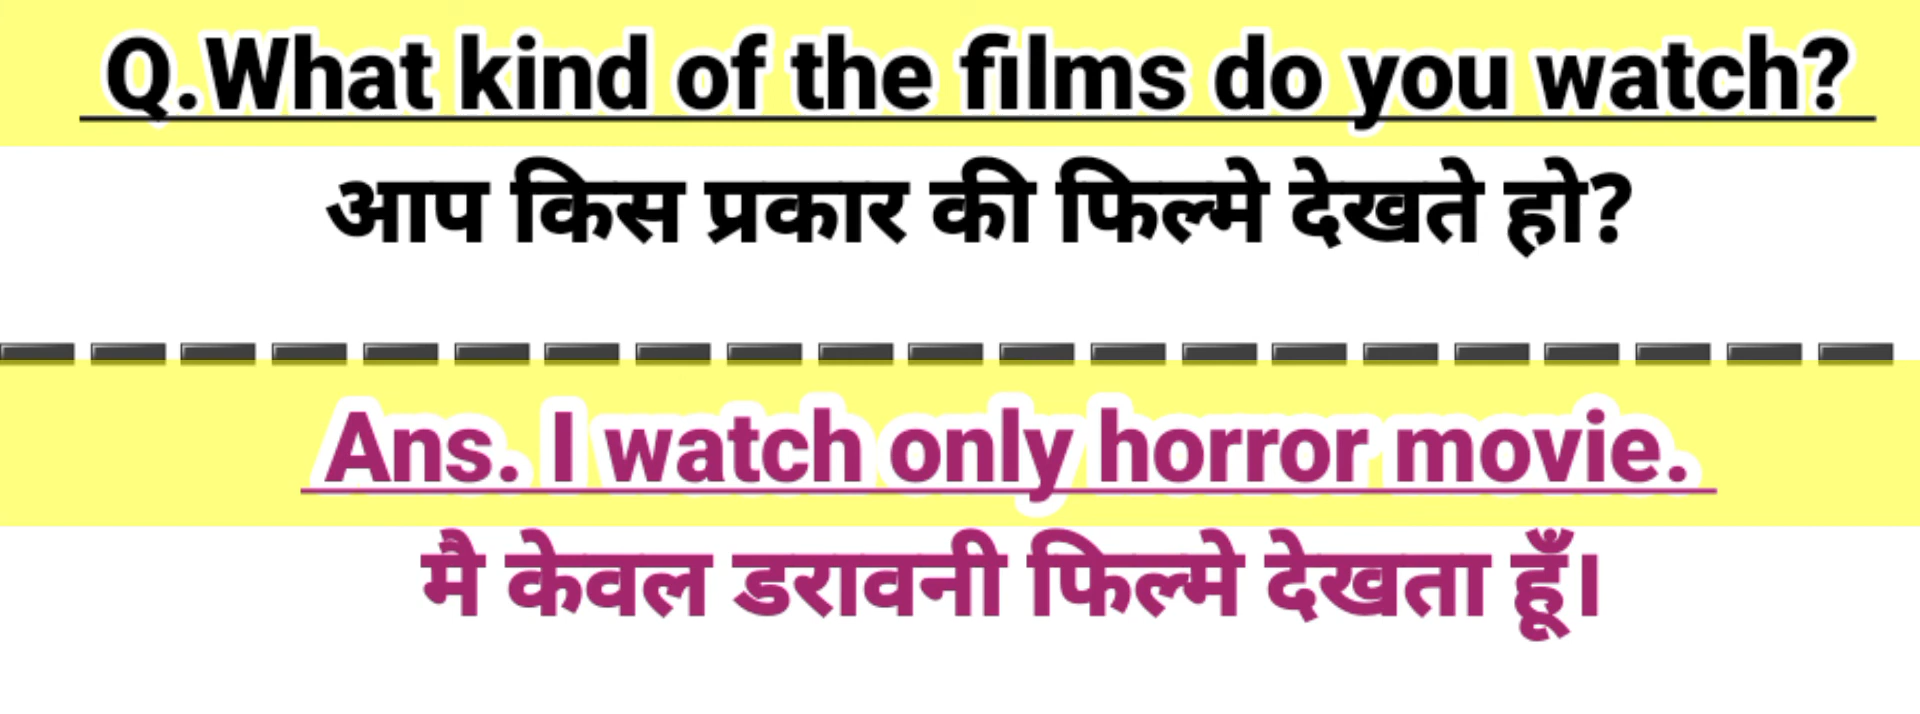 Q.What kind of the films do you watch?
आप किस प्रकार की फिल्मे देखते हो?
Ans. I watch only horror movie.
मै केवल डरावनी फिल्मे देखता हूँ।